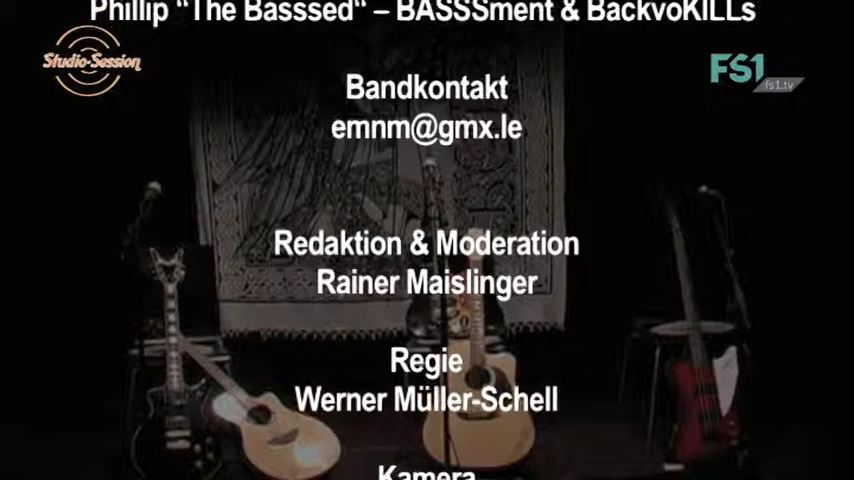 Phillip “The Basssed“ – BASSSment & BackvoKILLs
Studio-Session
FS1
fs1.tv
Bandkontakt
emnm@gmx.le
Redaktion & Moderation
Rainer Maislinger
Regie
Werner Müller-Schell
Kamera